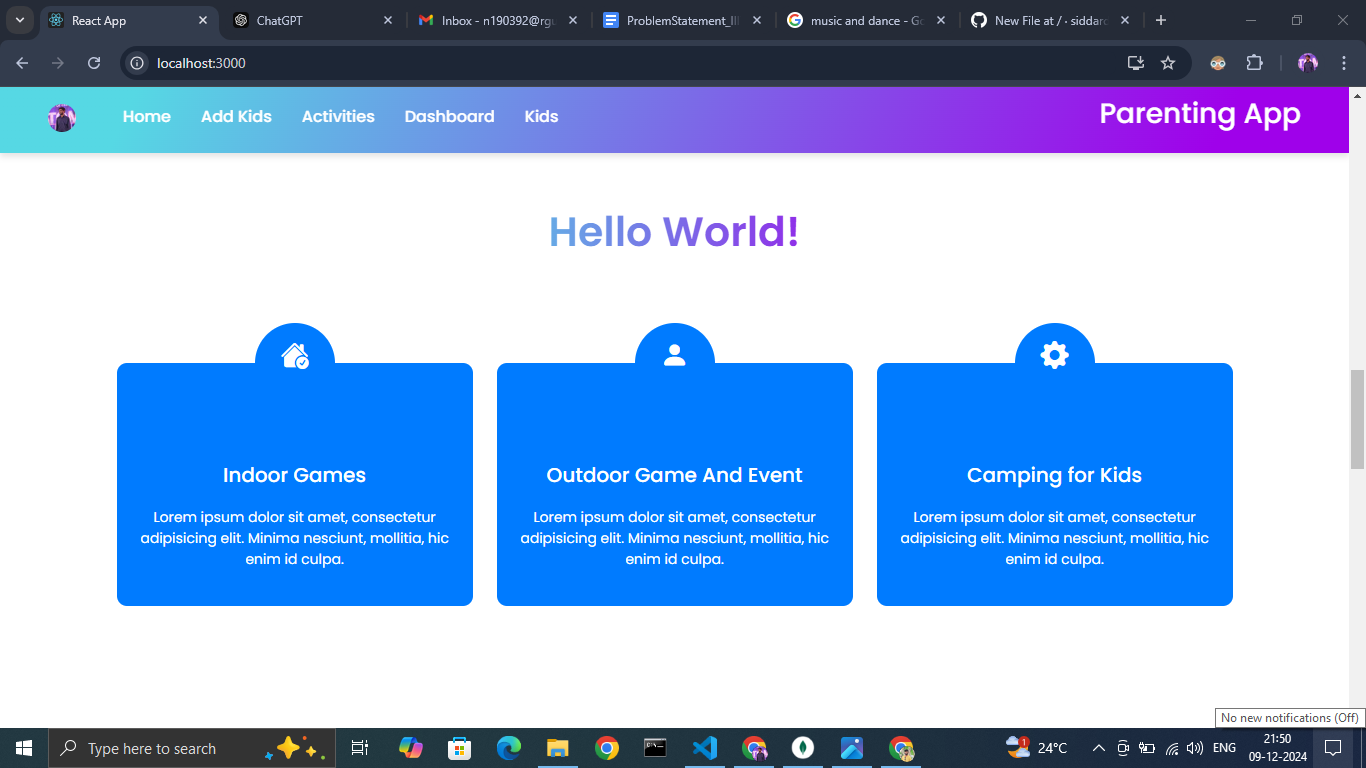 React App
ChatGPT
Inbox - n190392@rgu
ProblemStatement_III
music and dance - Go
New File at / · siddarc
localhost:3000
Home Add Kids Activities Dashboard Kids
Parenting App
Hello World!
Indoor Games
Lorem ipsum dolor sit amet, consectetur
adipisicing elit. Minima nesciunt, mollitia, hic
enim id culpa.
Outdoor Game And Event
Lorem ipsum dolor sit amet, consectetur
adipisicing elit. Minima nesciunt, mollitia, hic
enim id culpa.
Camping for Kids
Lorem ipsum dolor sit amet, consectetur
adipisicing elit. Minima nesciunt, mollitia, hic
enim id culpa.
No new notifications (Off)
Type here to search
1
24°C
ENG
21:50
09-12-2024